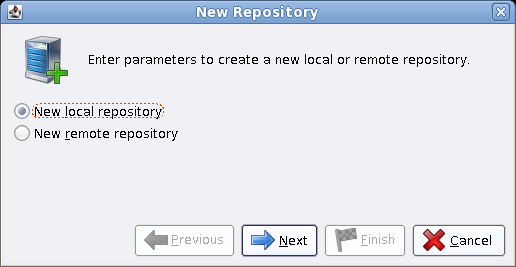 New Repository
Enter parameters to create a new local or remote repository.
New local repository
New remote repository
Previous
Next
Finish
Cancel